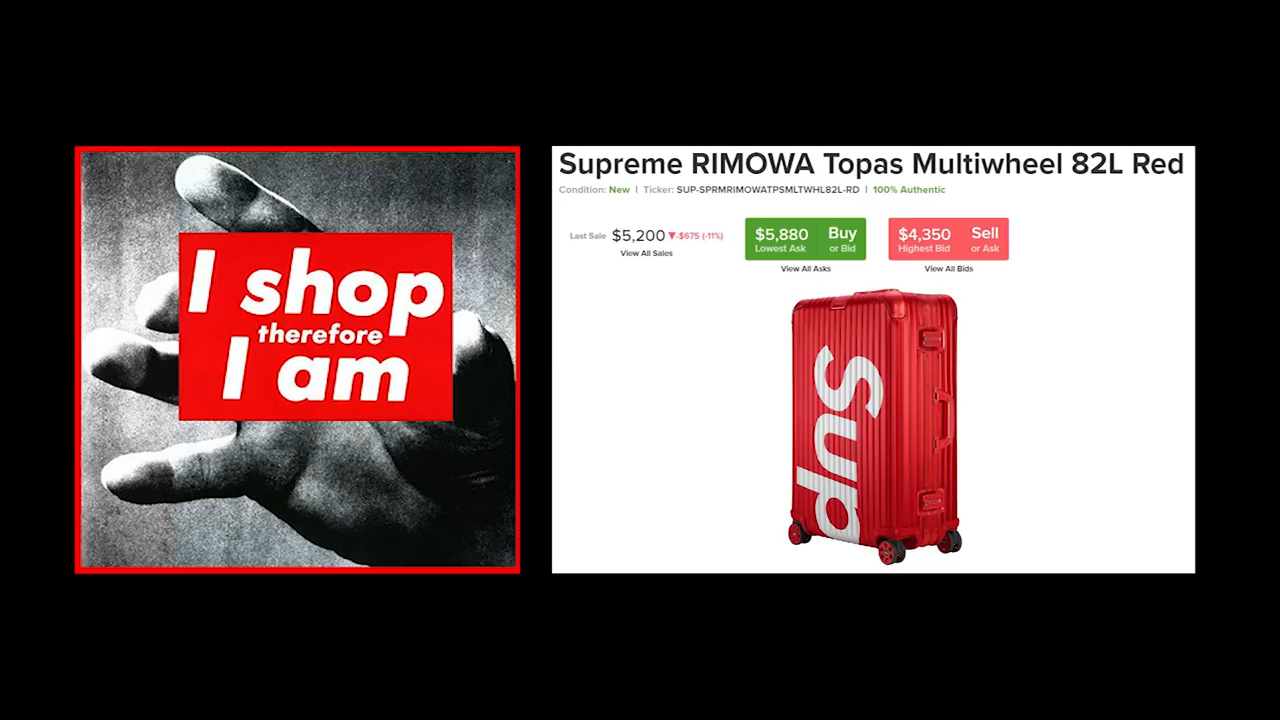 I shop
therefore
I am
Supreme RIMOWA Topas Multiwheel 82L Red
Condition: New | Ticker: SUP-SPRMRIMOWATPSMLTWHL82L-RD | 100% Authentic
Last Sale $5,200 ▼-$675 (-11%)
View All Sales
$5,880 Buy
Lowest Ask or Bid
View All Asks
$4,350 Sell
Highest Bid or Ask
View All Bids
Sup